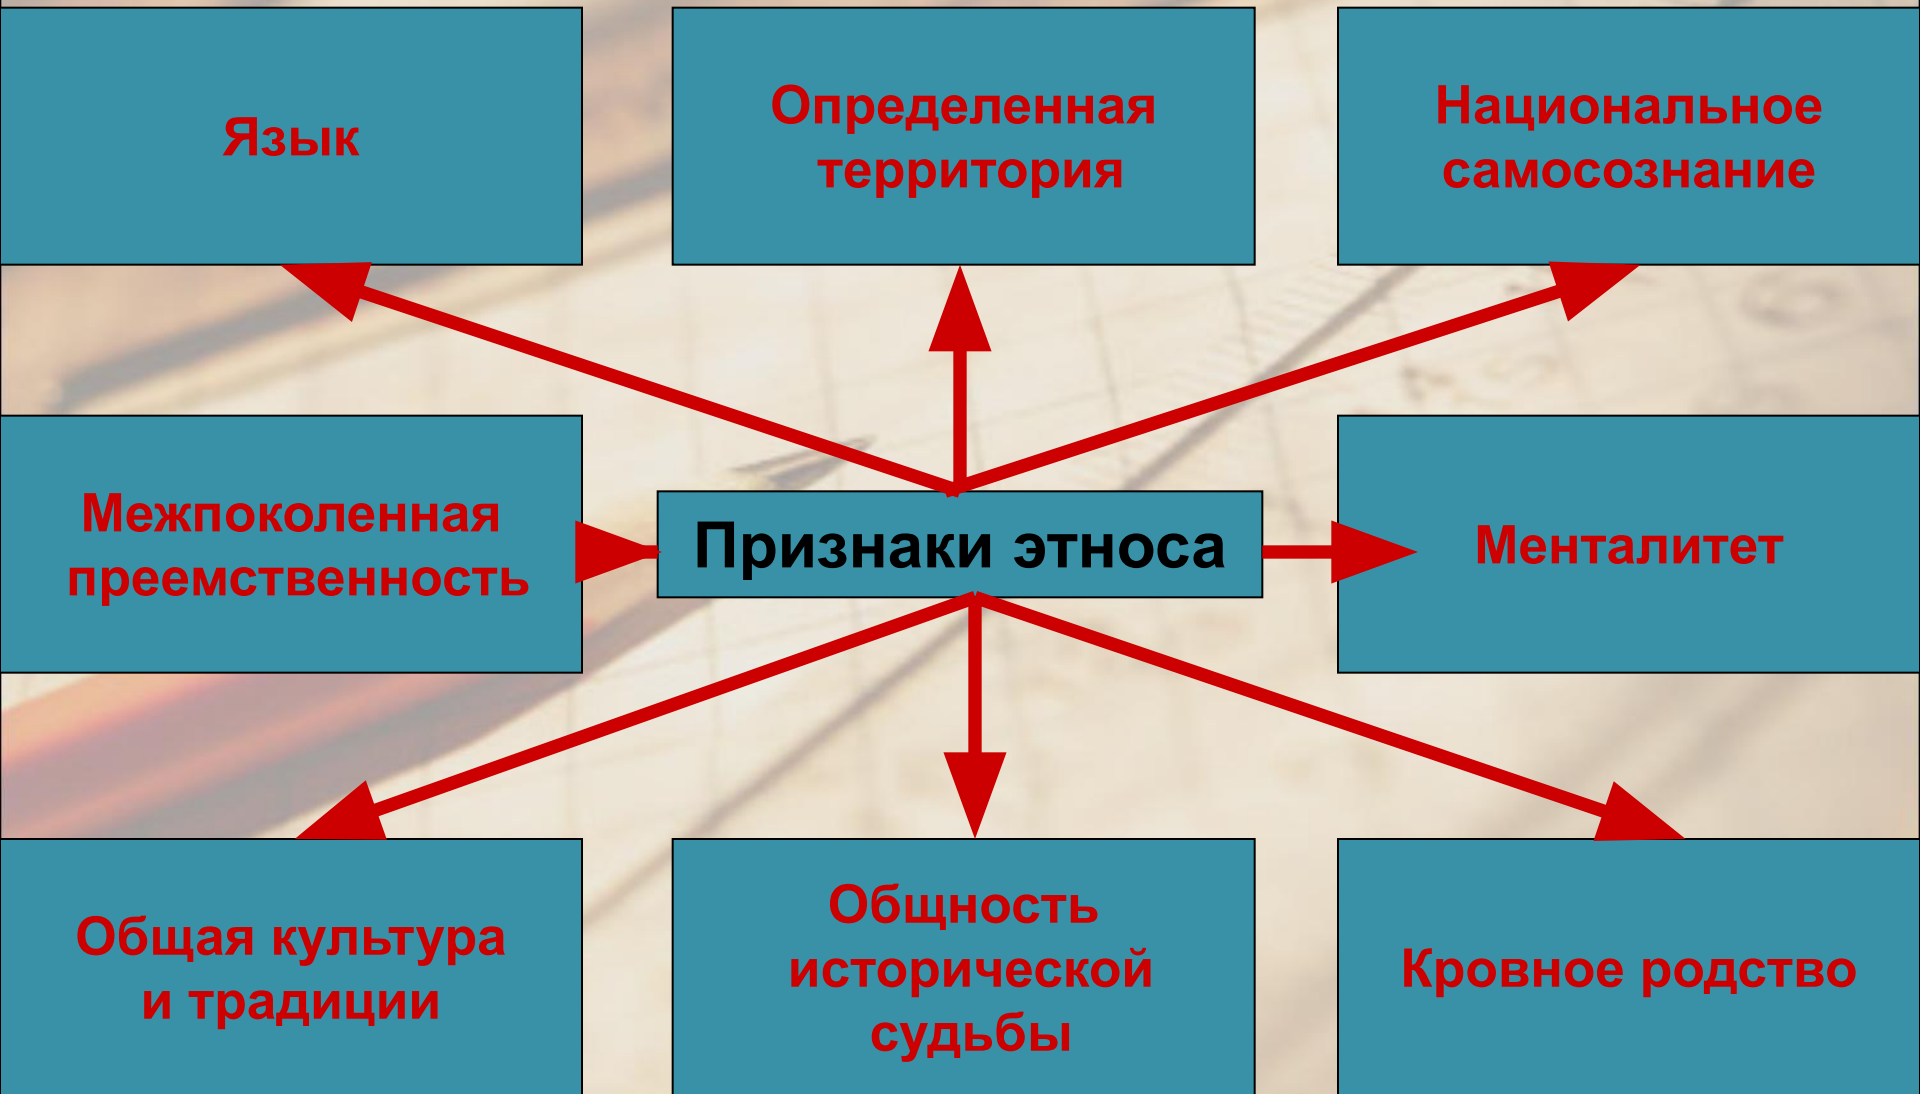 Язык
Определенная
территория
Национальное
самосознание
Межпоколенная
преемственность
Признаки этноса
Менталитет
Общая культура
и традиции
Общность
исторической
судьбы
Кровное родство